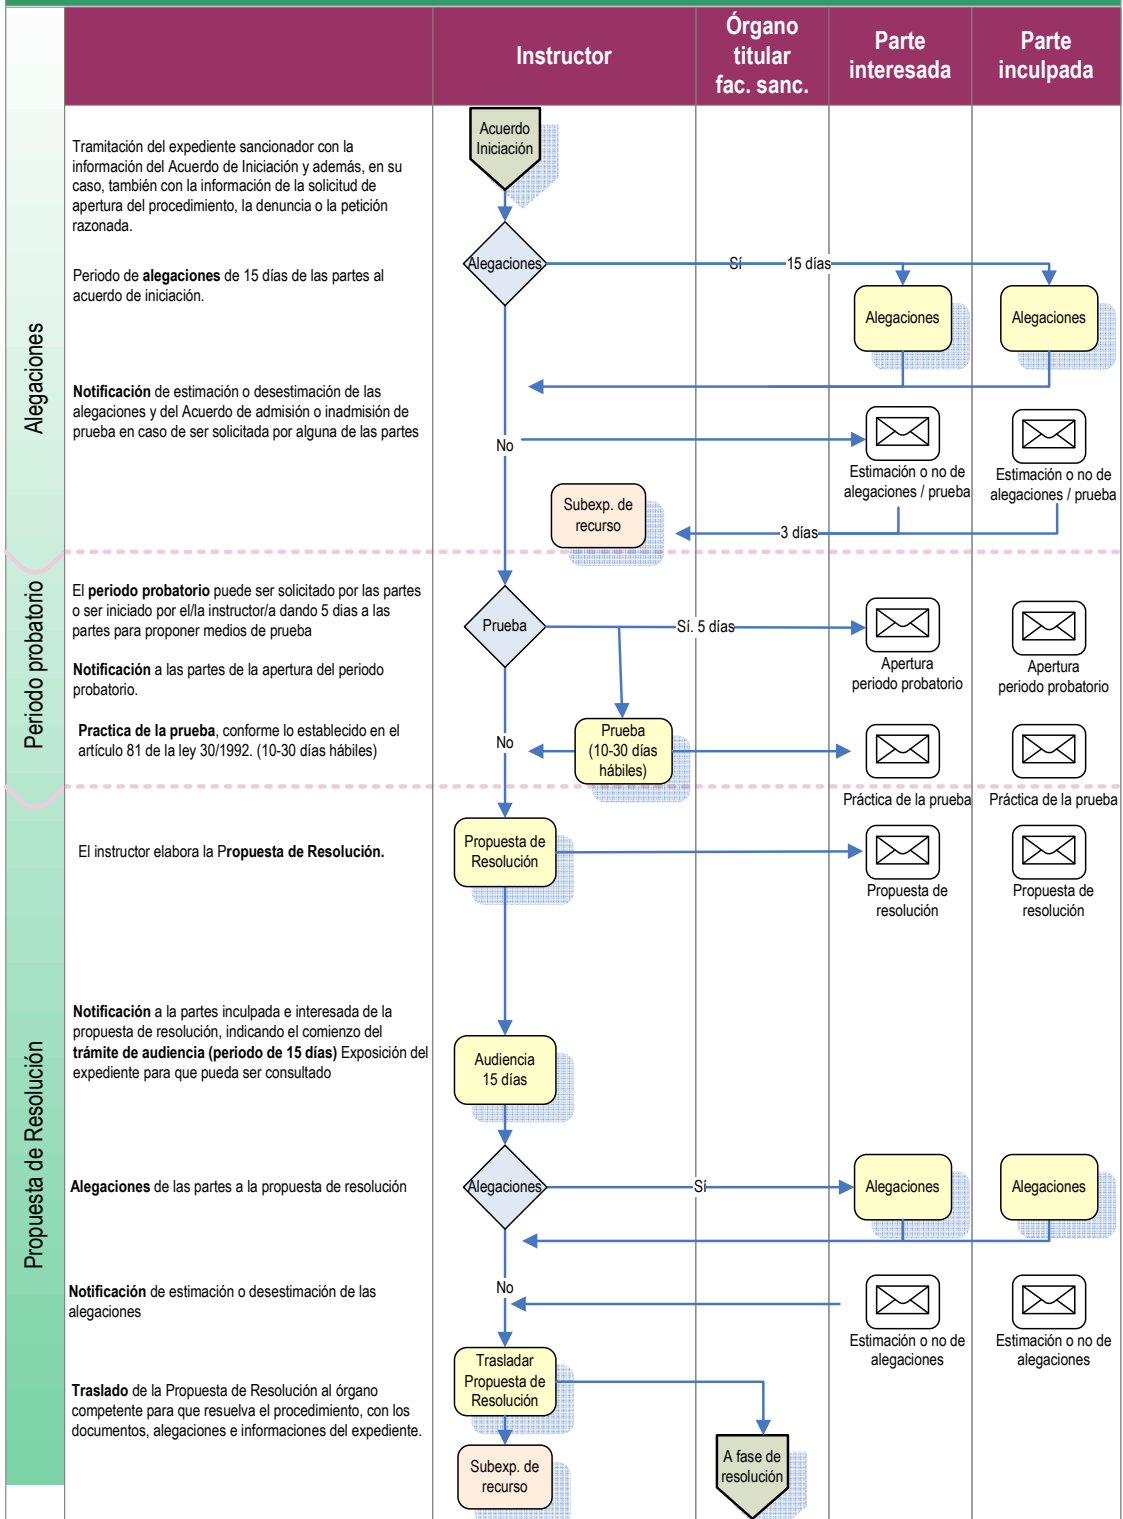 Instructor
Órgano
titular
fac. sanc.
Parte
interesada
Parte
inculpada
Alegaciones
Tramitación del expediente sancionador con la
información del Acuerdo de Iniciación y además, en su
caso, también con la información de la solicitud de
apertura del procedimiento, la denuncia o la petición
razonada.
Acuerdo
Iniciación
Periodo de alegaciones de 15 días de las partes al
acuerdo de iniciación.
Alegaciones
Sí
15 días
Alegaciones
Alegaciones
Notificación de estimación o desestimación de las
alegaciones y del Acuerdo de admisión o inadmisión de
prueba en caso de ser solicitada por alguna de las partes
No
Estimación o no de
alegaciones / prueba
Estimación o no de
alegaciones / prueba
Subexp. de
recurso
3 días
Periodo probatorio
El periodo probatorio puede ser solicitado por las partes
o ser iniciado por el/la instructor/a dando 5 dias a las
partes para proponer medios de prueba
Prueba
Sí. 5 días
Apertura
periodo probatorio
Apertura
periodo probatorio
Notificación a las partes de la apertura del periodo
probatorio.
Practica de la prueba, conforme lo establecido en el
artículo 81 de la ley 30/1992. (10-30 días hábiles)
No
Prueba
(10-30 días
hábiles)
Práctica de la prueba
Práctica de la prueba
Propuesta de Resolución
El instructor elabora la Propuesta de Resolución.
Propuesta de
Resolución
Propuesta de
resolución
Propuesta de
resolución
Notificación a la partes inculpada e interesada de la
propuesta de resolución, indicando el comienzo del
trámite de audiencia (periodo de 15 días) Exposición del
expediente para que pueda ser consultado
Audiencia
15 días
Alegaciones de las partes a la propuesta de resolución
Alegaciones
Sí
Alegaciones
Alegaciones
Notificación de estimación o desestimación de las
alegaciones
No
Estimación o no de
alegaciones
Estimación o no de
alegaciones
Traslado de la Propuesta de Resolución al órgano
competente para que resuelva el procedimiento, con los
documentos, alegaciones e informaciones del expediente.
Trasladar
Propuesta de
Resolución
Subexp. de
recurso
A fase de
resolución